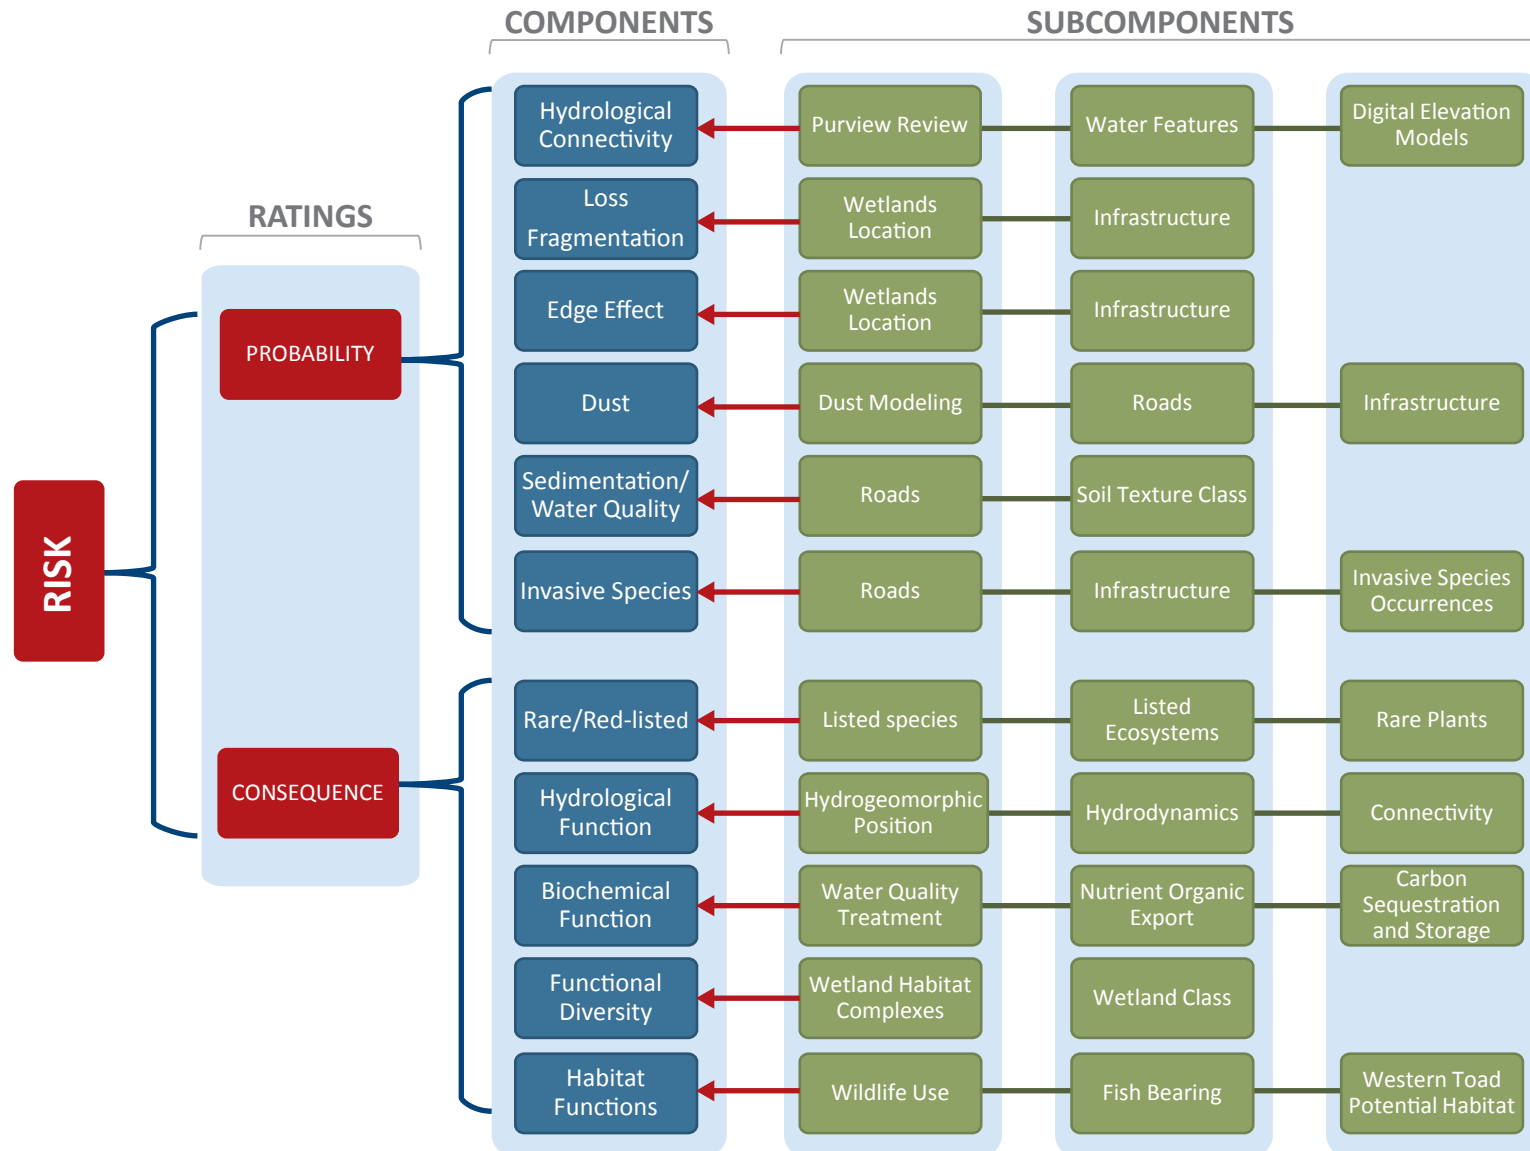 COMPONENTS
SUBCOMPONENTS
RATINGS
RISK
PROBABILITY
Hydrological
Connectivity
Purview Review
Water Features
Digital Elevation
Models
Loss
Fragmentation
Wetlands
Location
Infrastructure
Edge Effect
Wetlands
Location
Infrastructure
Dust
Dust Modeling
Roads
Infrastructure
Sedimentation/
Water Quality
Roads
Soil Texture Class
Invasive Species
Roads
Infrastructure
Invasive Species
Occurrences
CONSEQUENCE
Rare/Red-listed
Listed species
Listed
Ecosystems
Rare Plants
Hydrological
Function
Hydrogeomorphic
Position
Hydrodynamics
Connectivity
Biochemical
Function
Water Quality
Treatment
Nutrient Organic
Export
Carbon
Sequestration
and Storage
Functional
Diversity
Wetland Habitat
Complexes
Wetland Class
Habitat
Functions
Wildlife Use
Fish Bearing
Western Toad
Potential Habitat